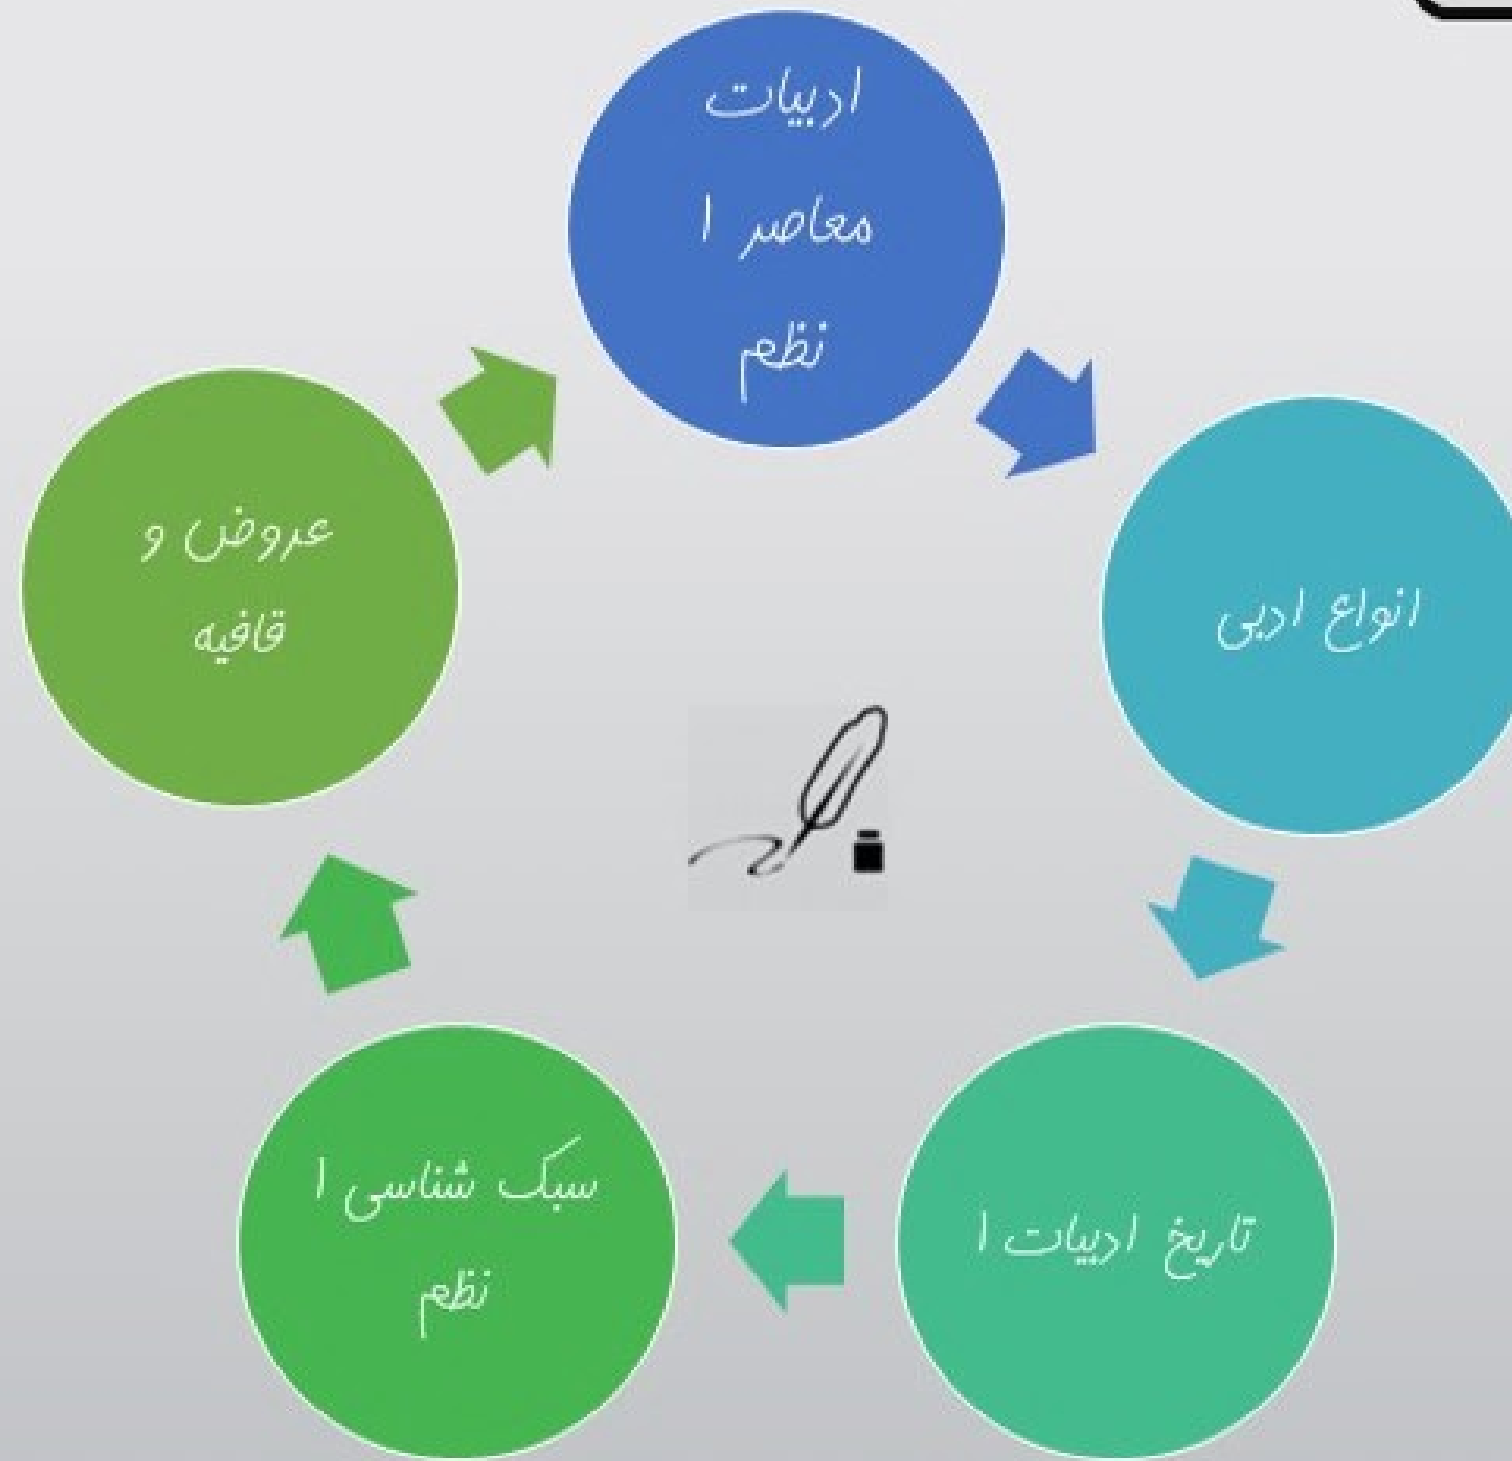 ادبیات
معاصر ۱
نظم
انواع ادبی
تاریخ ادبیات ۱
سبک شناسی ۱
نظم
عروض و
قافیه